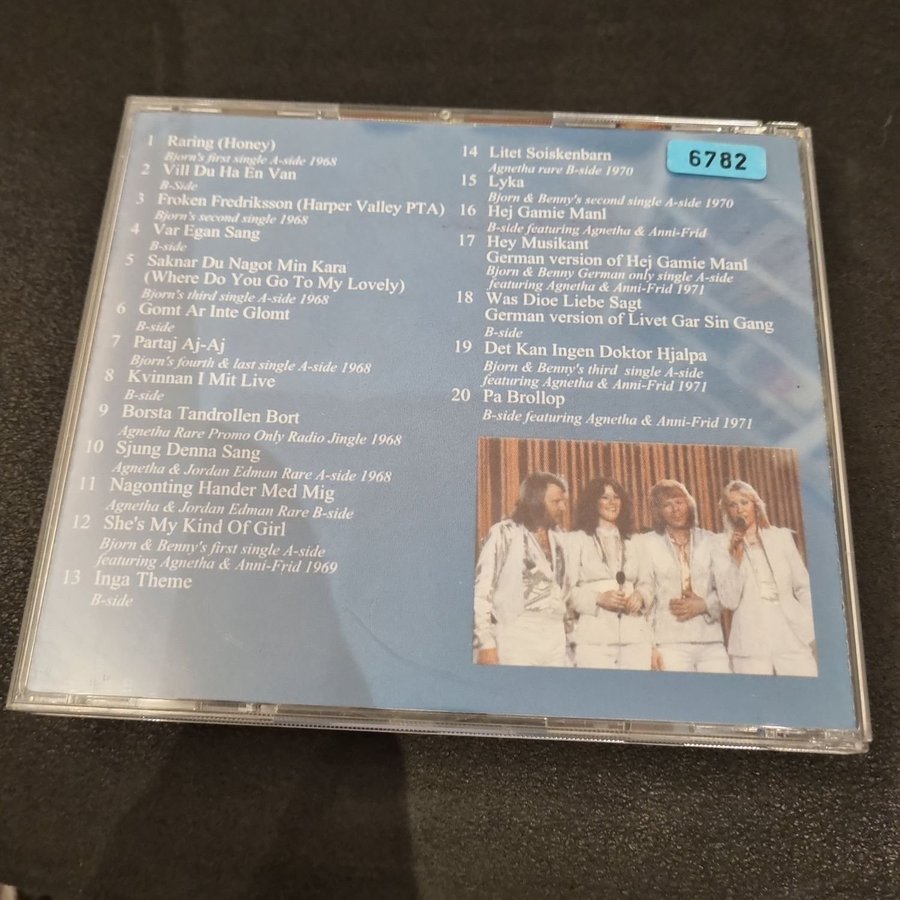 1 Raring (Honey)
Bjorn's first single A-side 1968
2 Vill Du Ha En Van
B-Side
3 Froken Fredriksson (Harper Valley PTA)
Bjorn's second single 1968
4 Var Egan Sang
B-side
5 Saknar Du Nagot Min Kara
(Where Do You Go To My Lovely)
Bjorn's third single A-side 1968
6 Gomt Ar Inte Glomt
B-side
7 Partaj Aj-Aj
Bjorn's fourth & last single A-side 1968
8 Kvinnan I Mit Live
B-side
9 Borsta Tandrollen Bort
Agnetha Rare Promo Only Radio Jingle 1968
10 Sjung Denna Sang
Agnetha & Jordan Edman Rare A-side 1968
11 Nagonting Hander Med Mig
Agnetha & Jordan Edman Rare B-side
12 She's My Kind Of Girl
Bjorn & Benny's first single A-side
featuring Agnetha & Anni-Frid 1969
13 Inga Theme
B-side
14 Litet Soiskenbarn
Agnetha rare B-side 1970
15 Lyka
Bjorn & Benny's second single A-side 1970
16 Hej Gamie Manl
B-side featuring Agnetha & Anni-Frid
17 Hey Musikant
German version of Hej Gamie Manl
Bjorn & Benny German only single A-side
featuring Agnetha & Anni-Frid 1971
18 Was Dioe Liebe Sagt
German version of Livet Gar Sin Gang
B-side
19 Det Kan Ingen Doktor Hjalpa
Bjorn & Benny's third single A-side
featuring Agnetha & Anni-Frid 1971
20 Pa Brollop
B-side featuring Agnetha & Anni-Frid 1971
6782